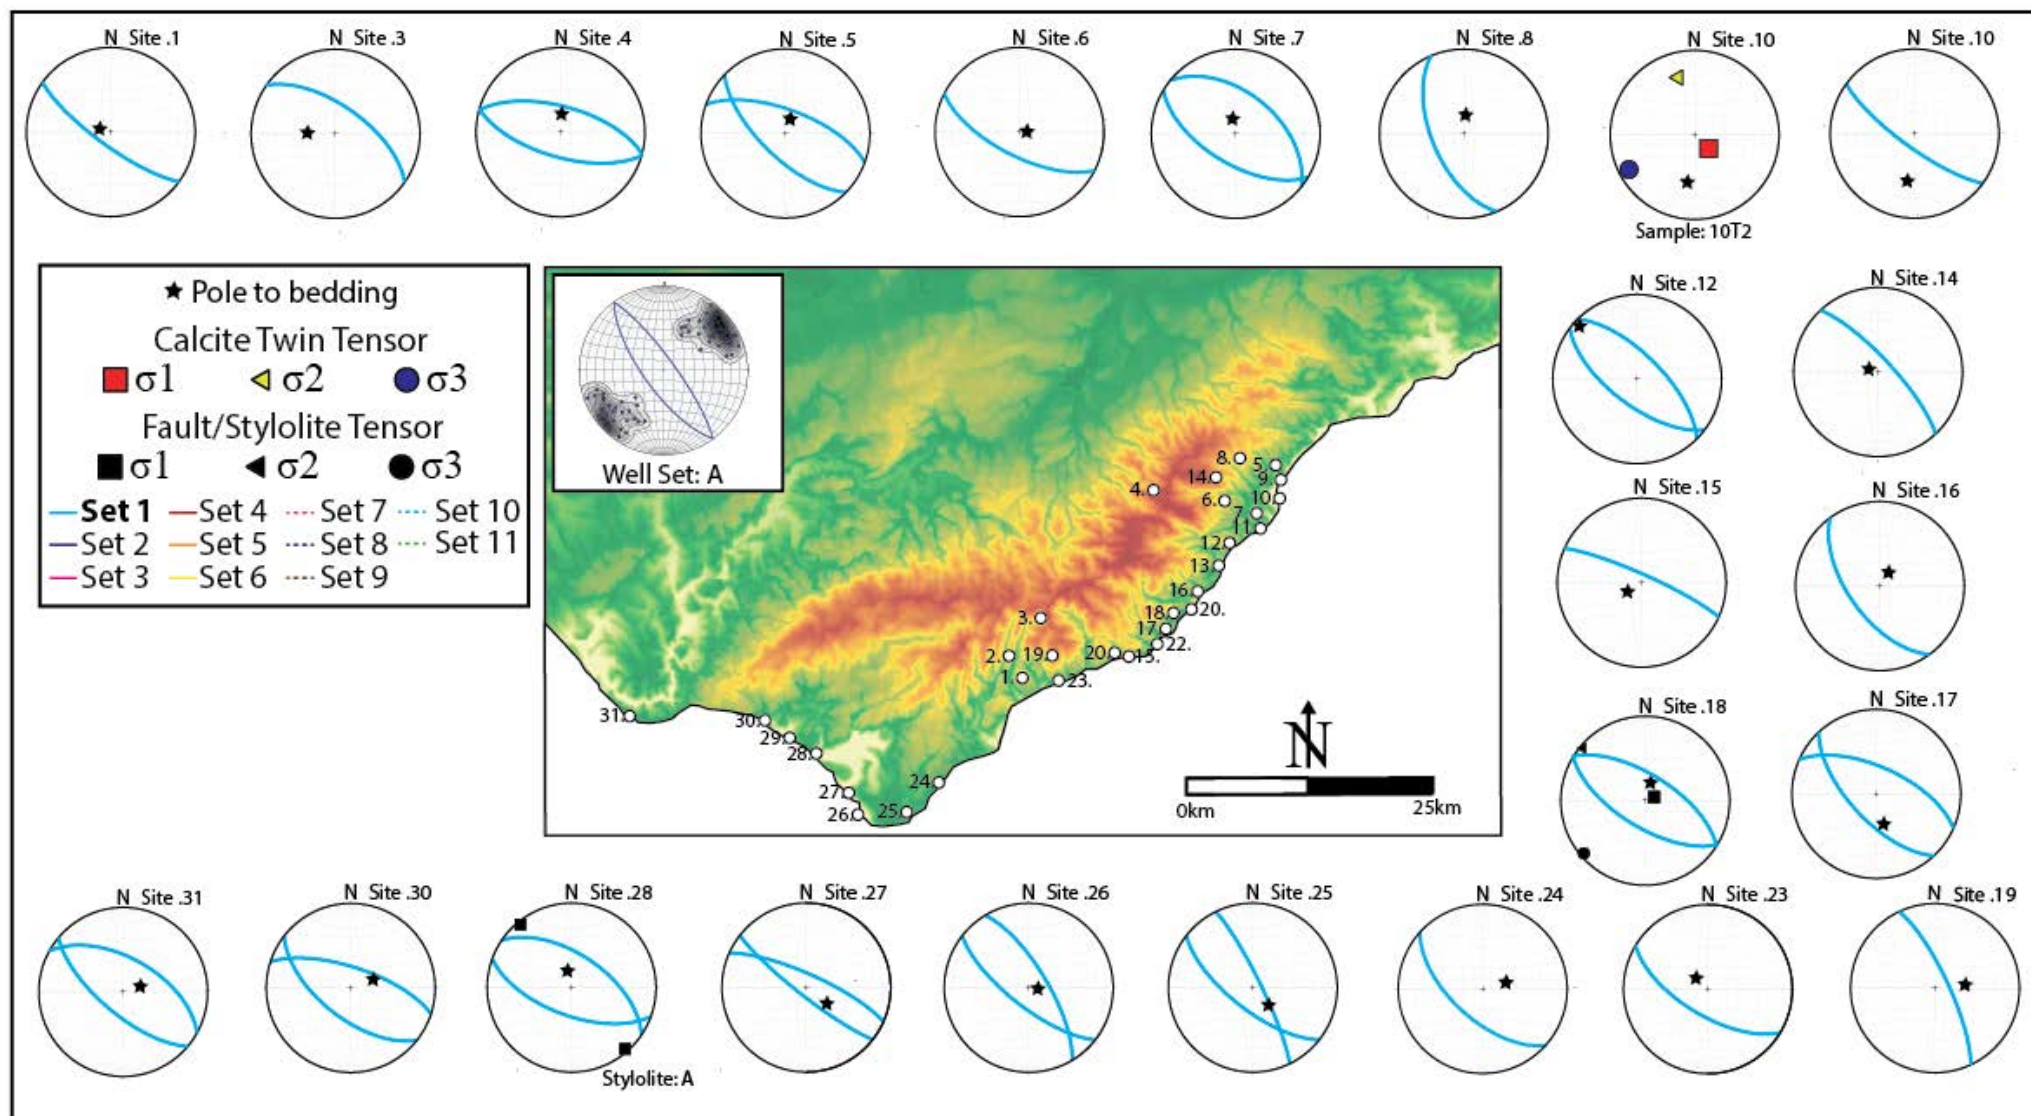 N Site .1
N Site .3
N Site .4
N Site .5
N Site .6
N Site .7
N Site .8
N Site .10
N Site .10
Sample: 10T2
Pole to bedding
Calcite Twin Tensor
σ1 σ2 σ3
Fault/Stylolite Tensor
σ1 σ2 σ3
Set 1 Set 4 Set 7 Set 10
Set 2 Set 5 Set 8 Set 11
Set 3 Set 6 Set 9
Well Set: A
8.
5.
14.
9.
4.
6.
10.
7.
11.
12.
13.
16.
18.
20.
3.
17.
22.
2.
19.
20.
15.
1.
23.
31.
30.
29.
28.
24.
27.
25.
26.
N
0km 25km
N Site .12
N Site .14
N Site .15
N Site .16
N Site .18
N Site .17
N Site .31
N Site .30
N Site .28
N Site .27
N Site .26
N Site .25
N Site .24
N Site .23
N Site .19
Stylolite: A